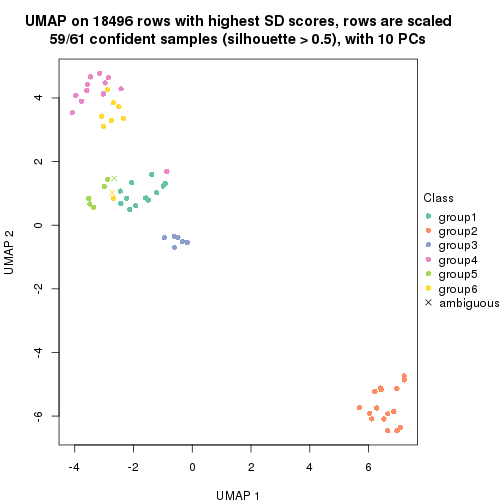 UMAP on 18496 rows with highest SD scores, rows are scaled
59/61 confident samples (silhouette > 0.5), with 10 PCs
4
2
0
-2
-4
-6
UMAP 2
-4
-2
0
2
4
6
UMAP 1
Class
group1
group2
group3
group4
group5
group6
ambiguous